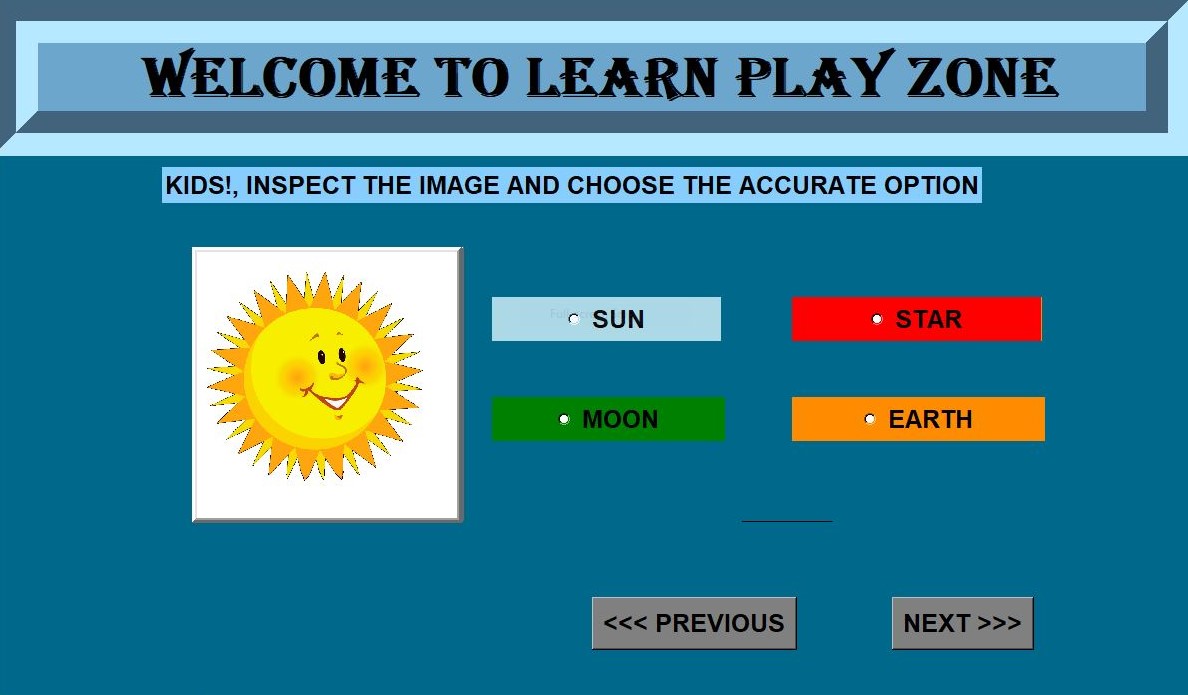 WELCOME TO LEARN PLAY ZONE
KIDS!, INSPECT THE IMAGE AND CHOOSE THE ACCURATE OPTION
SUN
STAR
MOON
EARTH
<<< PREVIOUS
NEXT >>>